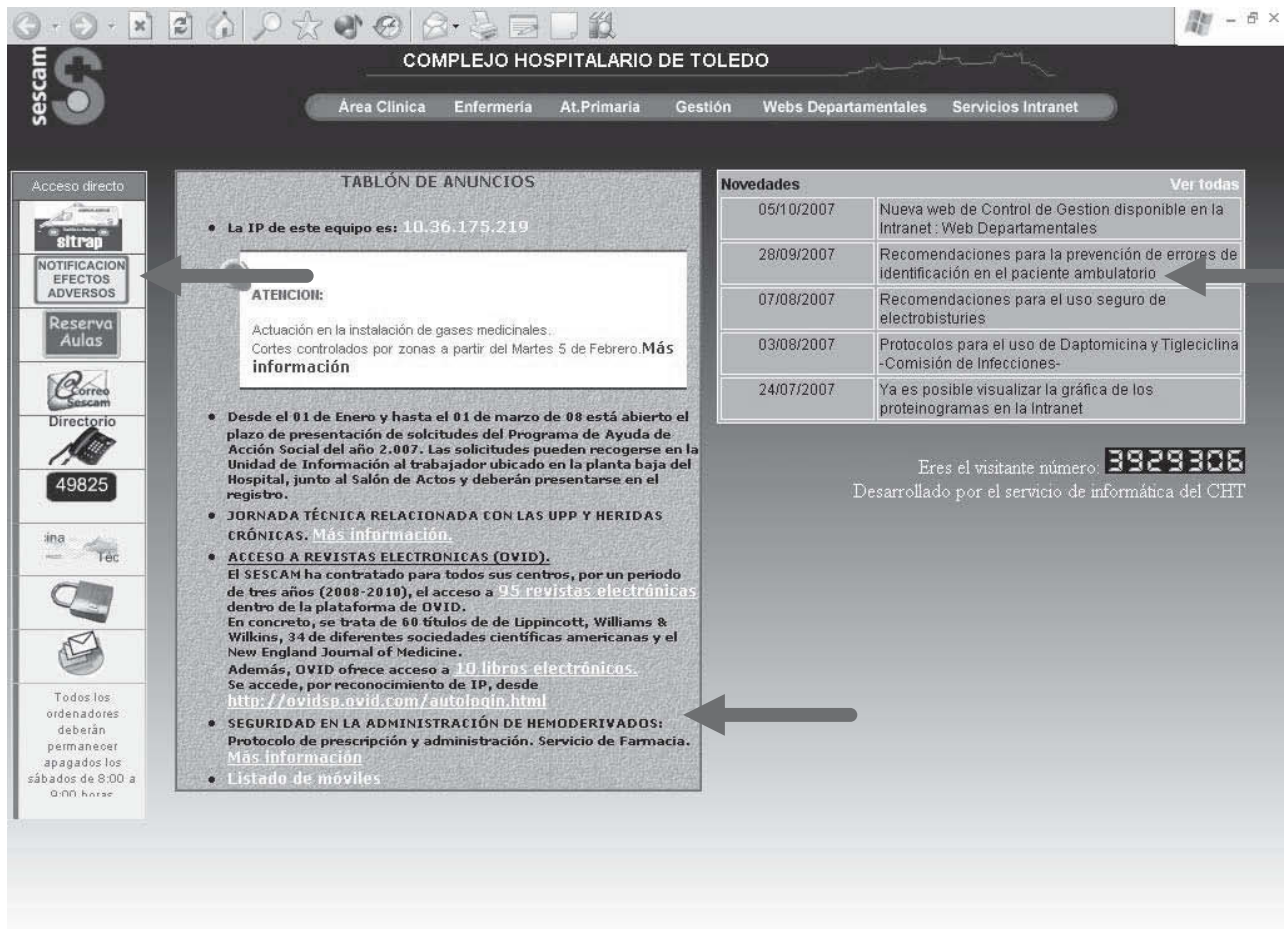 sescam
COMPLEJO HOSPITALARIO DE TOLEDO
Área Clinica Enfermería At.Primaria Gestión Webs Departamentales Servicios Intranet
Acceso directo
sitrap
NOTIFICACION
EFECTOS
ADVERSOS
Reserva
Aulas
Correo
Sescam
Directorio
49825
Téc
Todos los
ordenadores
deberán
permanecer
apagados los
sábados de 8:00 a
9:00 horas
TABLÓN DE ANUNCIOS
• La IP de este equipo es: 10.36.175.219
ATENCION:
Actuación en la instalación de gases medicinales.
Cortes controlados por zonas a partir del Martes 5 de Febrero.Más
información
• Desde el 01 de Enero y hasta el 01 de marzo de 08 está abierto el
plazo de presentación de solcitudes del Programa de Ayuda de
Acción Social del año 2.007. Las solicitudes pueden recogerse en la
Unidad de Información al trabajador ubicado en la planta baja del
Hospital, junto al Salón de Actos y deberán presentarse en el
registro.
• JORNADA TÉCNICA RELACIONADA CON LAS UPP Y HERIDAS
CRÓNICAS. Más información.
• ACCESO A REVISTAS ELECTRONICAS (OVID).
El SESCAM ha contratado para todos sus centros, por un periodo
de tres años (2008-2010), el acceso a 95 revistas electrónicas
dentro de la plataforma de OVID.
En concreto, se trata de 60 títulos de de Lippincott, Williams &
Wilkins, 34 de diferentes sociedades científicas americanas y el
New England Journal of Medicine.
Además, OVID ofrece acceso a 10 libros electrónicos.
Se accede, por reconocimiento de IP, desde
http://ovidsp.ovid.com/autologin.html
• SEGURIDAD EN LA ADMINISTRACIÓN DE HEMODERIVADOS:
Protocolo de prescripción y administración. Servicio de Farmacia.
Más información
• Listado de móviles
Novedades Ver todas
05/10/2007 Nueva web de Control de Gestion disponible en la
Intranet : Web Departamentales
28/09/2007 Recomendaciones para la prevención de errores de
identificación en el paciente ambulatorio
07/08/2007 Recomendaciones para el uso seguro de
electrobisturies
03/08/2007 Protocolos para el uso de Daptomicina y Tigleciclina
-Comisión de Infecciones-
24/07/2007 Ya es posible visualizar la gráfica de los
proteinogramas en la Intranet
Eres el visitante número: 3929306
Desarrollado por el servicio de informática del CHT